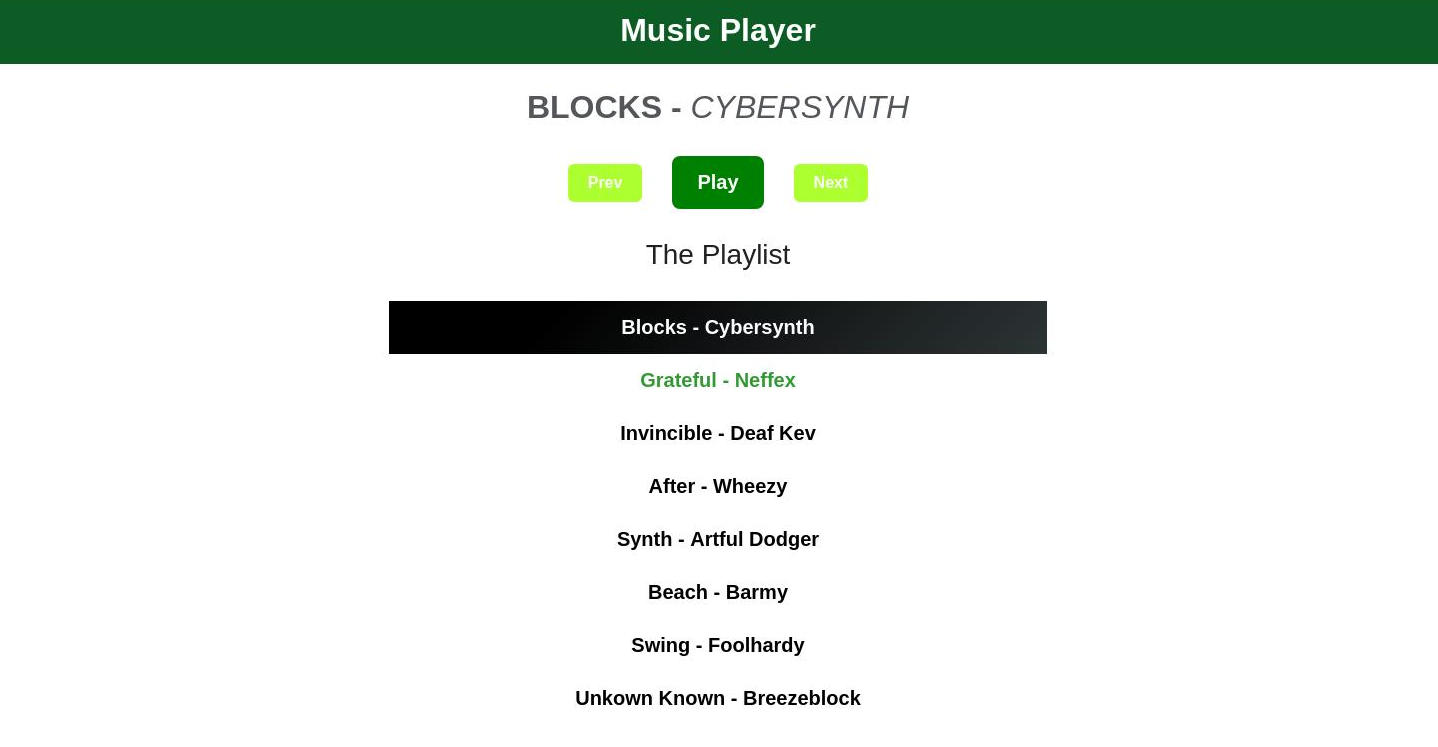 Music Player
BLOCKS - CYBERSYNTH
Prev Play Next
The Playlist
Blocks - Cybersynth
Grateful - Neffex
Invincible - Deaf Kev
After - Wheezy
Synth - Artful Dodger
Beach - Barmy
Swing - Foolhardy
Unkown Known - Breezeblock